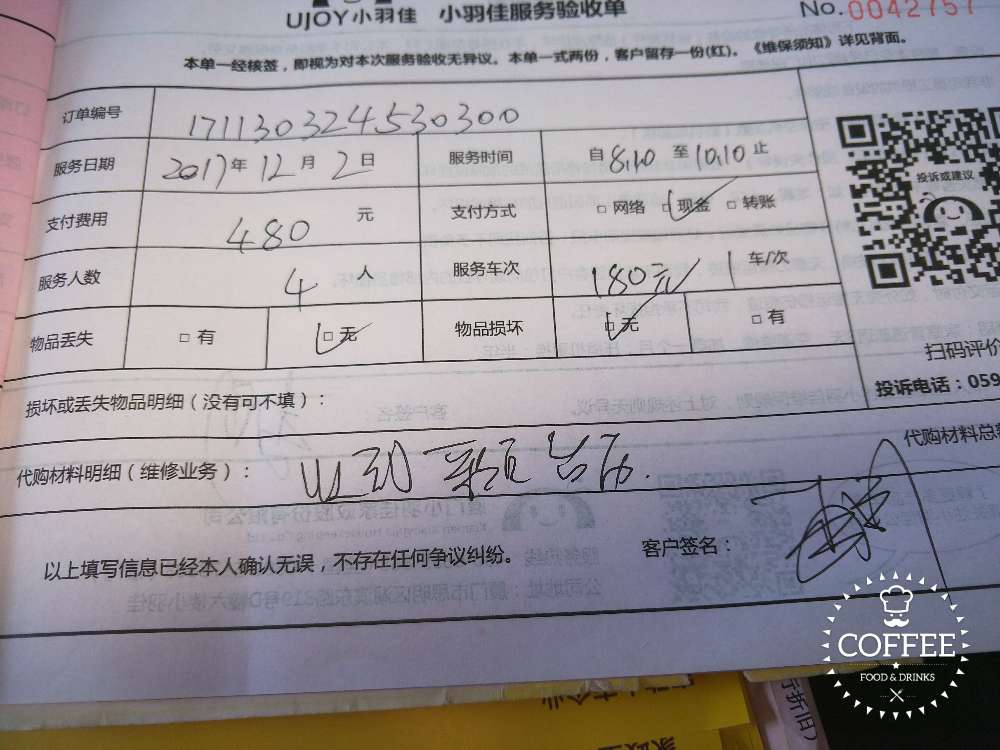 UJOY小羽佳 小羽佳服务验收单
No.0042757
本单一经核签，即视为对本次服务验收无异议。本单一式两份，客户留存一份(红)。《维保须知》详见背面。
订单编号 171130324530300
服务日期 2017年12月2日 服务时间 自8:10至10:10止
支付费用 480元 支付方式 □网络 □现金 □转账
服务人数 4人 服务车次 180元 1车/次
物品丢失 □有 □无 物品损坏 □无 □有
投诉或建议
扫码评价
投诉电话：059
损坏或丢失物品明细（没有可不填）：
代购材料明细（维修业务）：
代购材料总
以上填写信息已经本人确认无误，不存在任何争议纠纷。
客户签名：
COFFEE
FOOD & DRINKS